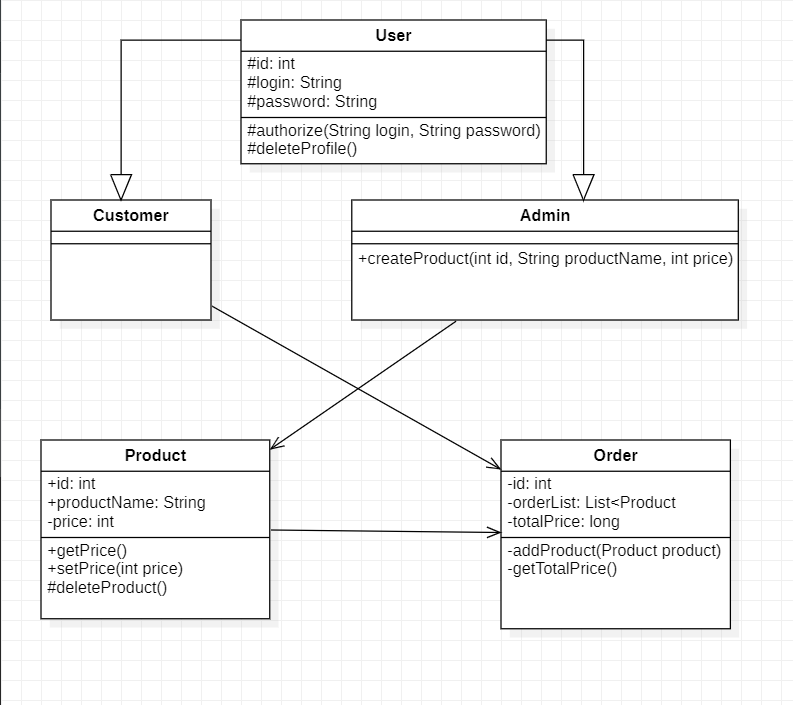 User
#id: int
#login: String
#password: String
#authorize(String login, String password)
#deleteProfile()
Customer
Admin
+createProduct(int id, String productName, int price)
Product
+id: int
+productName: String
-price: int
+getPrice()
+setPrice(int price)
#deleteProduct()
Order
-id: int
-orderList: List<Product
-totalPrice: long
-addProduct(Product product)
-getTotalPrice()